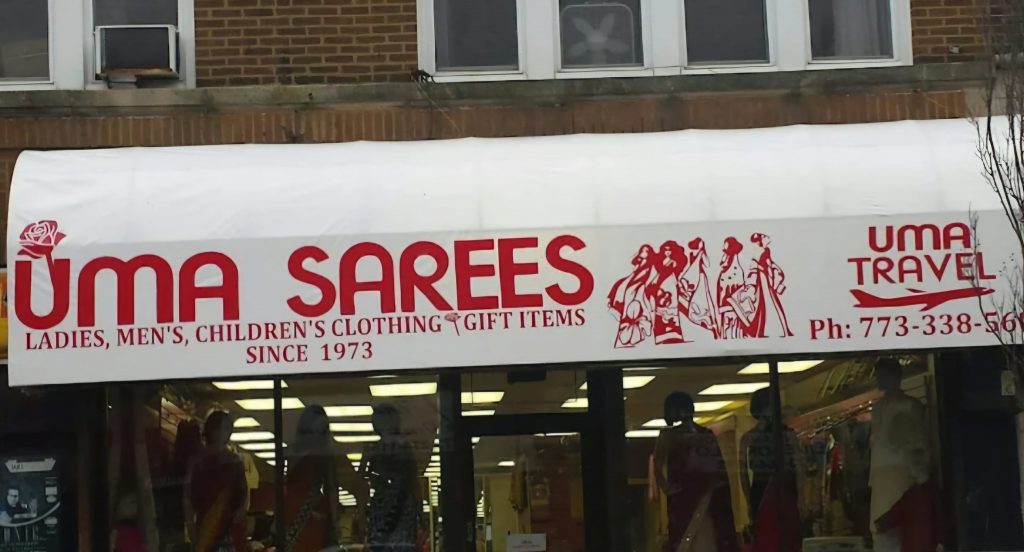 UMA SAREES
LADIES, MEN'S, CHILDREN'S CLOTHING GIFT ITEMS
SINCE 1973
UMA
TRAVEL
Ph: 773-338-56